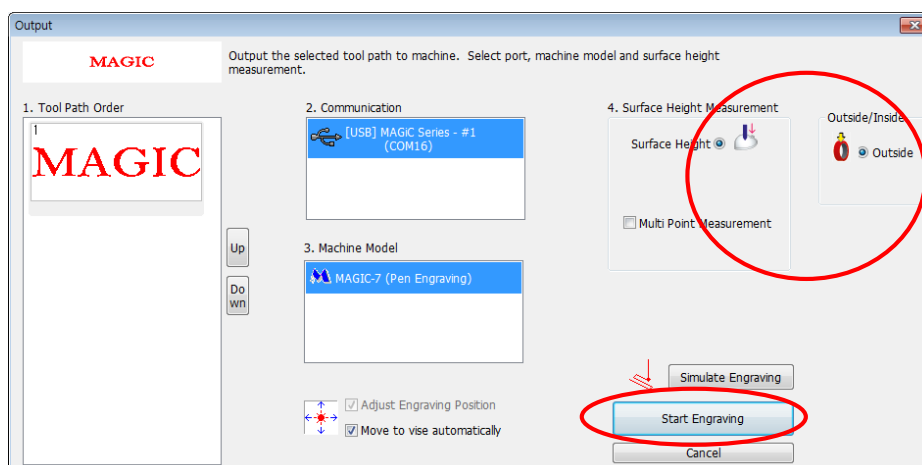 Output
MAGIC
Output the selected tool path to machine. Select port, machine model and surface height
measurement.
1. Tool Path Order
1
MAGIC
Up
Do
wn
2. Communication
[USB] MAGiC Series - #1
(COM16)
3. Machine Model
MAGIC-7 (Pen Engraving)
Adjust Engraving Position
Move to vise automatically
4. Surface Height Measurement
Surface Height
Multi Point Measurement
Outside/Inside
Outside
Simulate Engraving
Start Engraving
Cancel